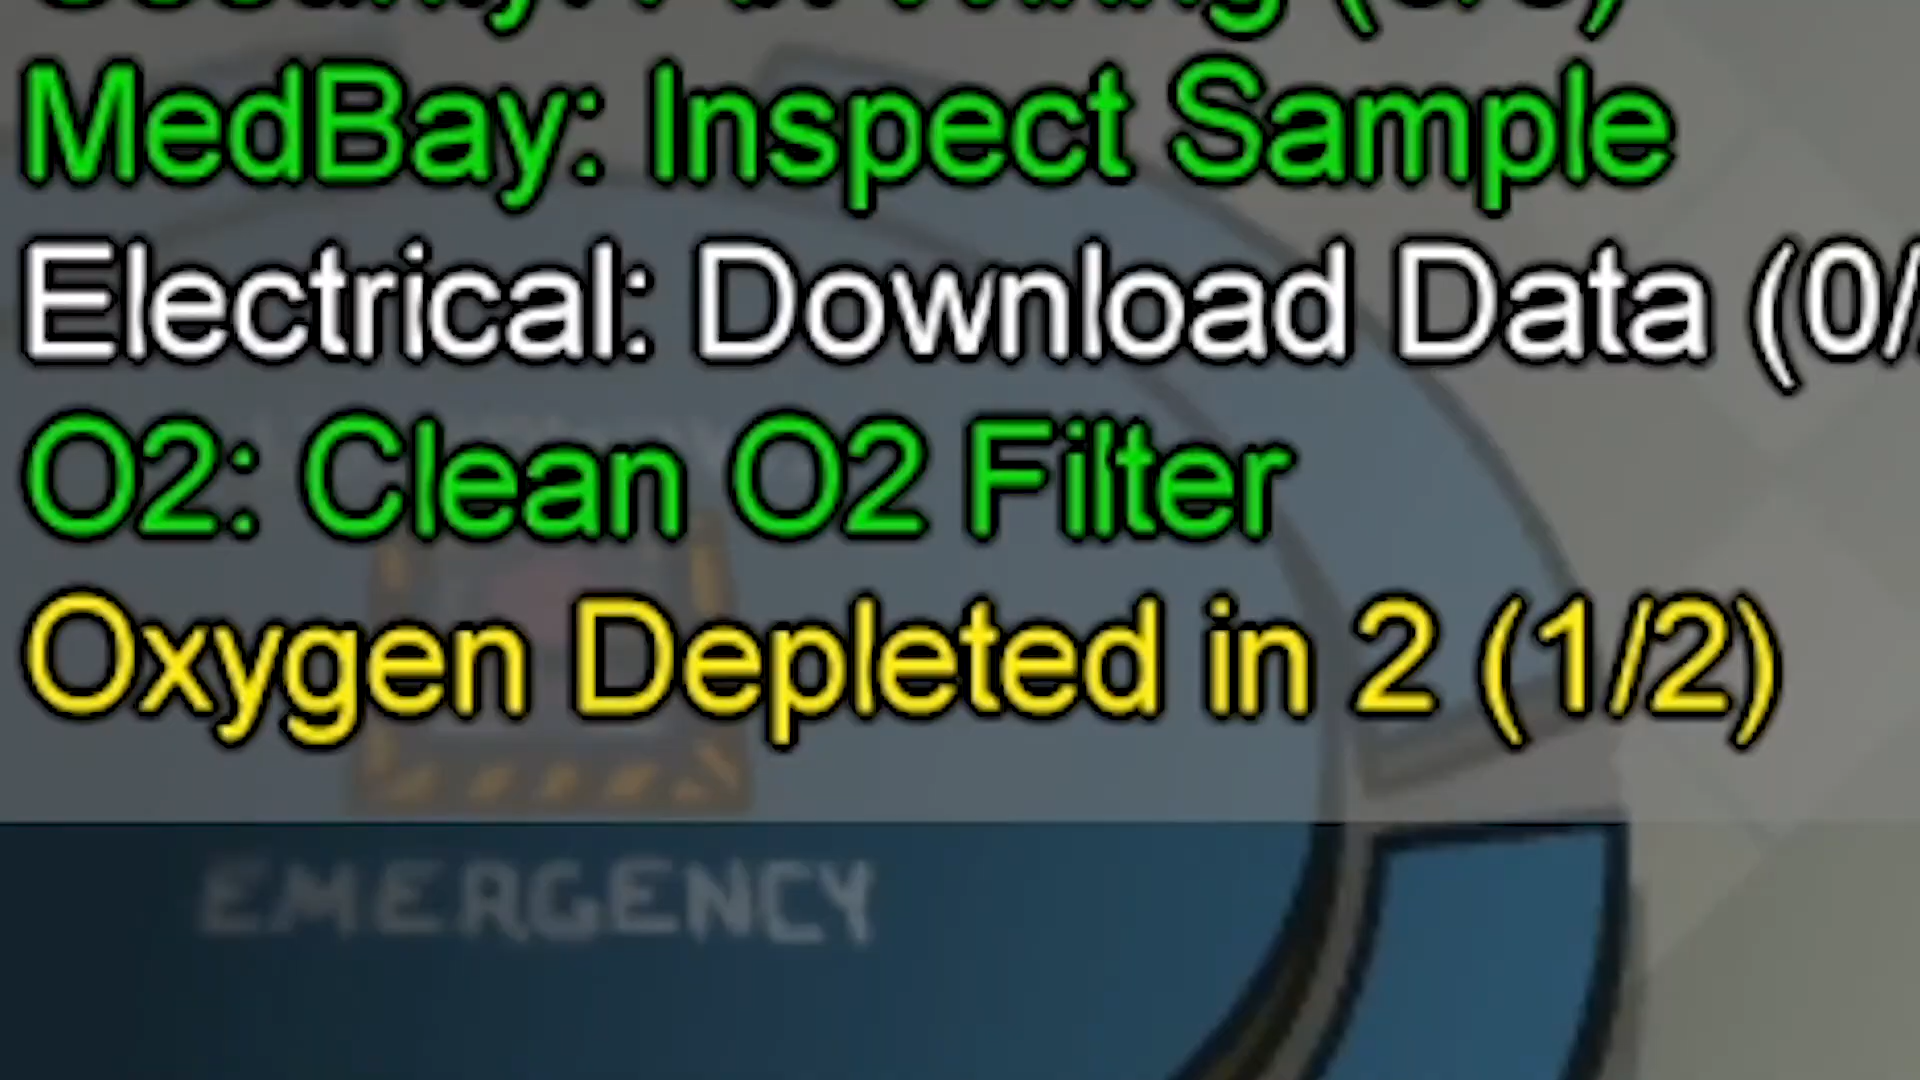 MedBay: Inspect Sample
Electrical: Download Data (0/
O2: Clean O2 Filter
Oxygen Depleted in 2 (1/2)
EMERGENCY